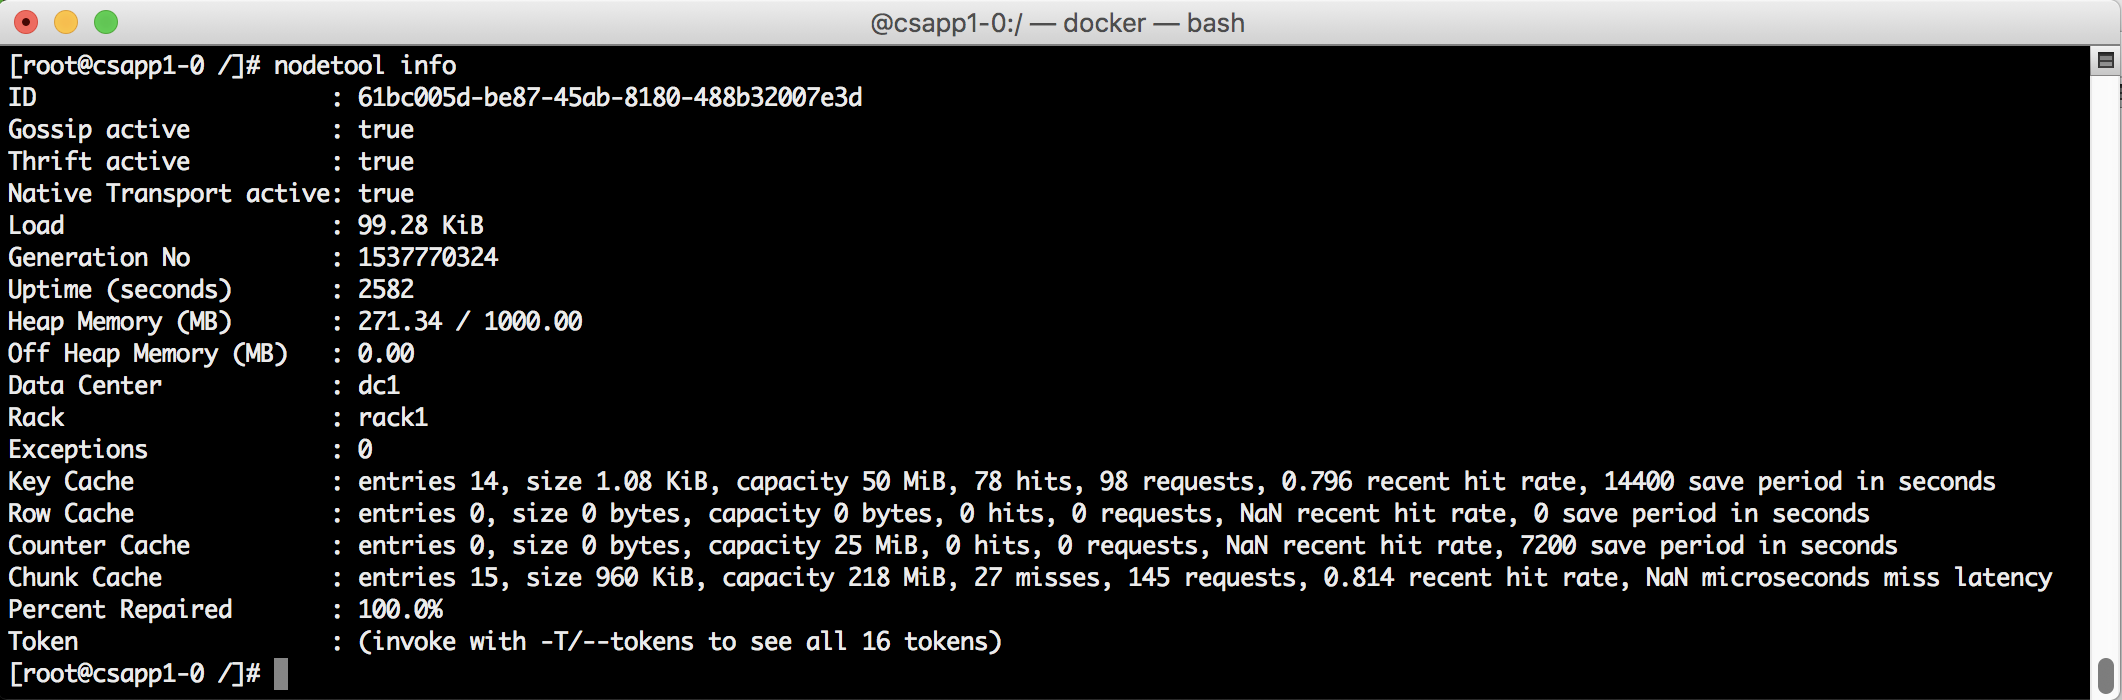 @csapp1-0:/ — docker — bash
[root@csapp1-0 /]# nodetool info
ID                     : 61bc005d-be87-45ab-8180-488b32007e3d
Gossip active          : true
Thrift active          : true
Native Transport active: true
Load                   : 99.28 KiB
Generation No          : 1537770324
Uptime (seconds)       : 2582
Heap Memory (MB)       : 271.34 / 1000.00
Off Heap Memory (MB)   : 0.00
Data Center            : dc1
Rack                   : rack1
Exceptions             : 0
Key Cache              : entries 14, size 1.08 KiB, capacity 50 MiB, 78 hits, 98 requests, 0.796 recent hit rate, 14400 save period in seconds
Row Cache              : entries 0, size 0 bytes, capacity 0 bytes, 0 hits, 0 requests, NaN recent hit rate, 0 save period in seconds
Counter Cache          : entries 0, size 0 bytes, capacity 25 MiB, 0 hits, 0 requests, NaN recent hit rate, 7200 save period in seconds
Chunk Cache            : entries 15, size 960 KiB, capacity 218 MiB, 27 misses, 145 requests, 0.814 recent hit rate, NaN microseconds miss latency
Percent Repaired       : 100.0%
Token                  : (invoke with -T/--tokens to see all 16 tokens)
[root@csapp1-0 /]#